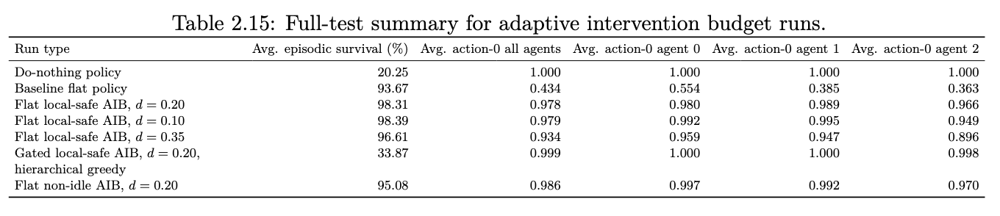 Table 2.15: Full-test summary for adaptive intervention budget runs.
Run type Avg. episodic survival (%) Avg. action-0 all agents Avg. action-0 agent 0 Avg. action-0 agent 1 Avg. action-0 agent 2
Do-nothing policy 20.25 1.000 1.000 1.000 1.000
Baseline flat policy 93.67 0.434 0.554 0.385 0.363
Flat local-safe AIB, d = 0.20 98.31 0.978 0.980 0.989 0.966
Flat local-safe AIB, d = 0.10 98.39 0.979 0.992 0.995 0.949
Flat local-safe AIB, d = 0.35 96.61 0.934 0.959 0.947 0.896
Gated local-safe AIB, d = 0.20, 33.87 0.999 1.000 1.000 0.998
hierarchical greedy
Flat non-idle AIB, d = 0.20 95.08 0.986 0.997 0.992 0.970